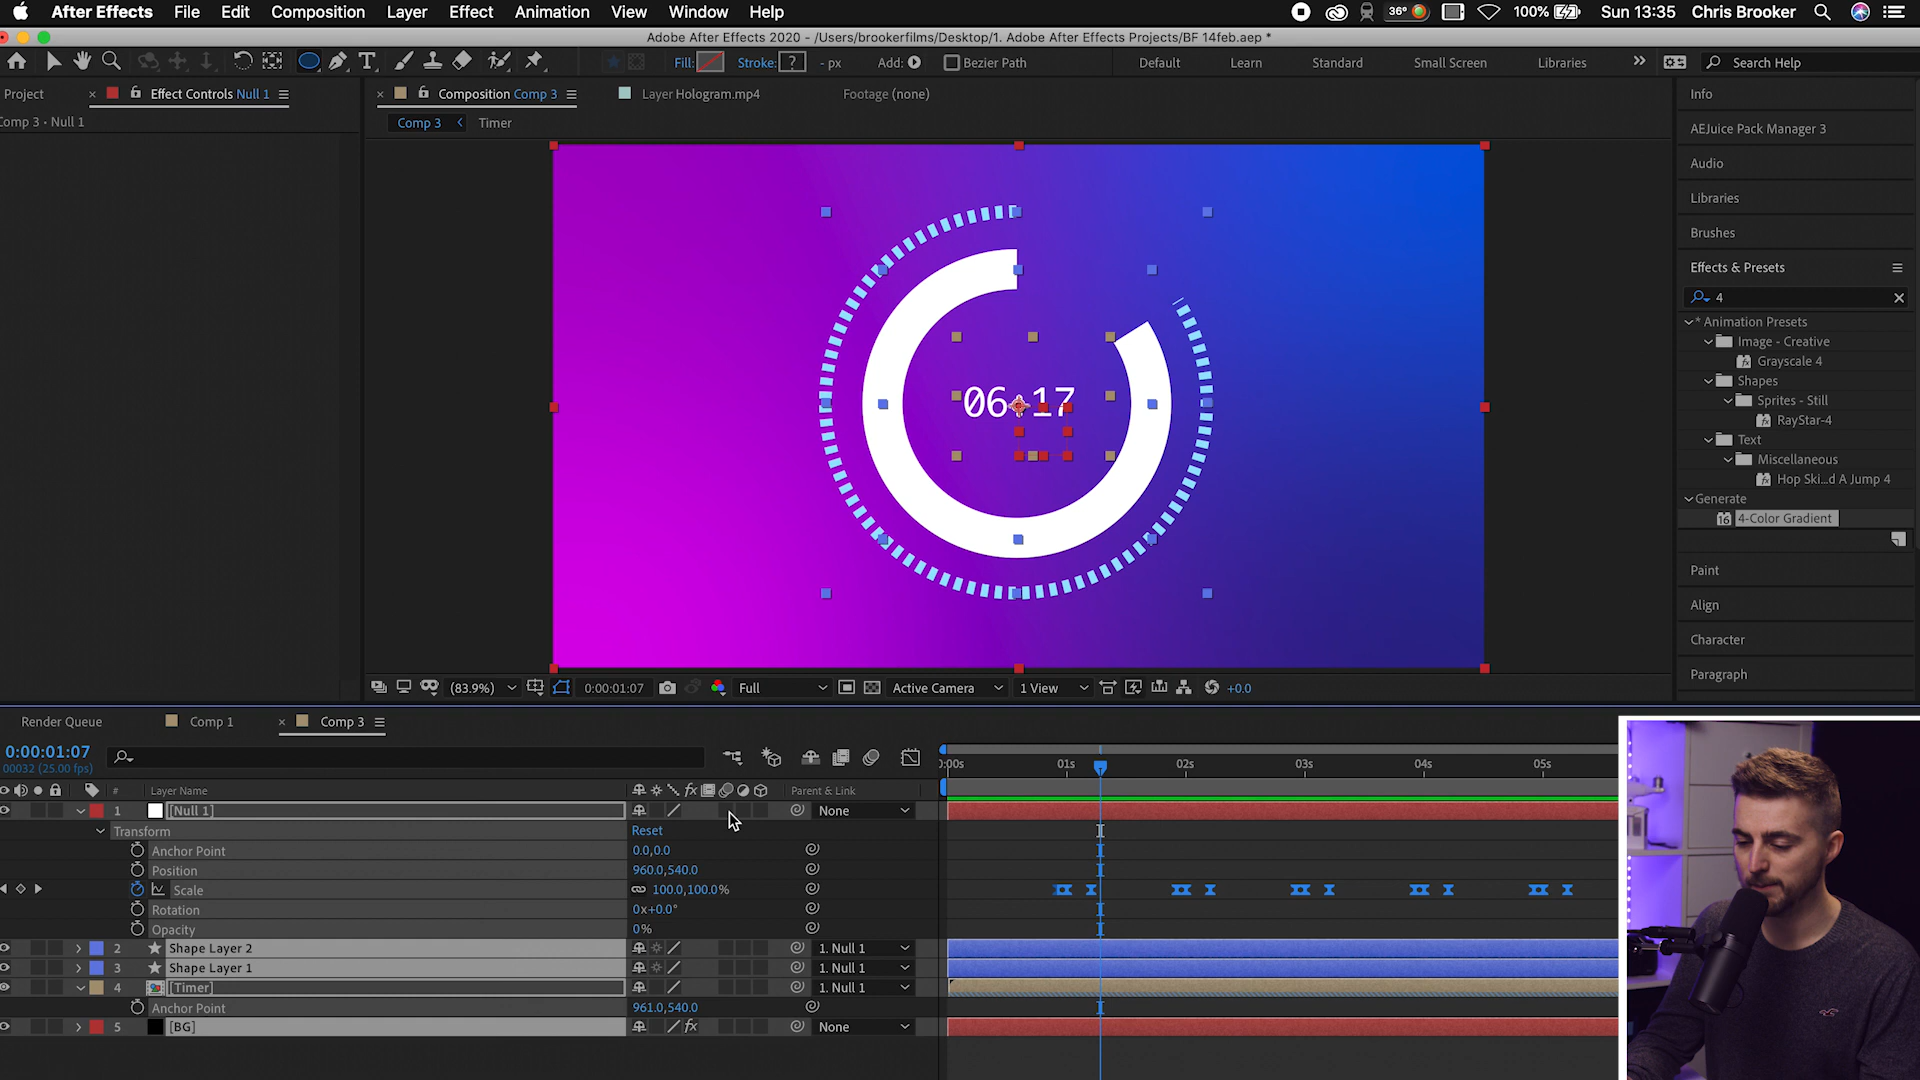 After Effects File Edit Composition Layer Effect Animation View Window Help 36° 100% Sun 13:35 Chris Brooker
Adobe After Effects 2020 - /Users/brookerfilms/Desktop/1. Adobe After Effects Projects/BF 14feb.aep *
Fill: Stroke: ? - px Add: Bezier Path Default Learn Standard Small Screen Libraries Search Help
Project Effect Controls Null 1 Composition Comp 3 Layer Hologram.mp4 Footage (none) Info
Comp 3 • Null 1 Comp 3 Timer
AEJuice Pack Manager 3
Audio
Libraries
Brushes
Effects & Presets
4
* Animation Presets
Image - Creative
Grayscale 4
Shapes
Sprites - Still
RayStar-4
Text
Miscellaneous
Hop Ski...d A Jump 4
Generate
16 4-Color Gradient
Paint
Align
Character
Paragraph
06:17
(83.9%) 0:00:01:07 Full Active Camera 1 View +0.0
Render Queue Comp 1 Comp 3
0:00:01:07
00032 (25.00 fps)
:00s 01s 02s 03s 04s 05s
# Layer Name fx Parent & Link
1 [Null 1] None
Transform Reset
Anchor Point 0.0,0.0
Position 960.0,540.0
Scale 100.0,100.0%
Rotation 0x+0.0°
Opacity 0%
2 Shape Layer 2 1. Null 1
3 Shape Layer 1 1. Null 1
4 [Timer] 1. Null 1
Anchor Point 961.0,540.0
5 [BG] fx None